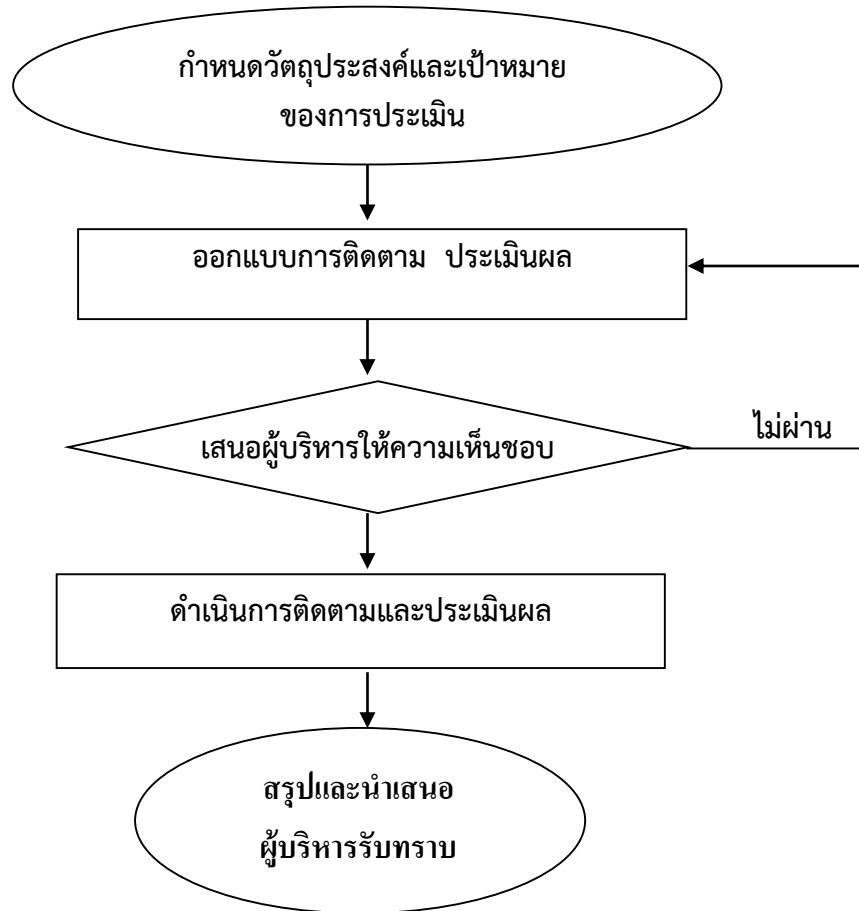 กำหนดวัตถุประสงค์และเป้าหมาย
ของการประเมิน
ออกแบบการติดตาม ประเมินผล
เสนอผู้บริหารให้ความเห็นชอบ
ไม่ผ่าน
ดำเนินการติดตามและประเมินผล
สรุปและนำเสนอ
ผู้บริหารรับทราบ